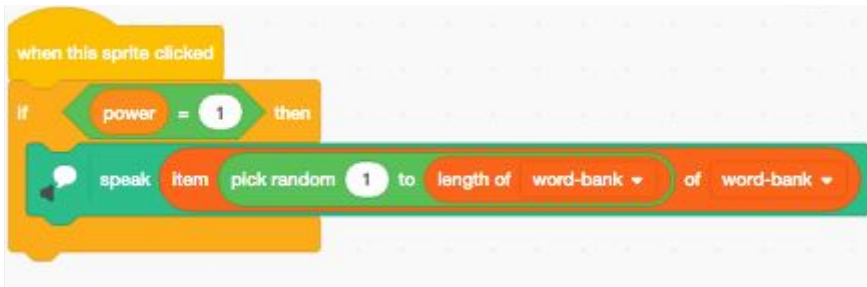 when this sprite clicked
if power = 1 then
speak item pick random 1 to length of word-bank of word-bank